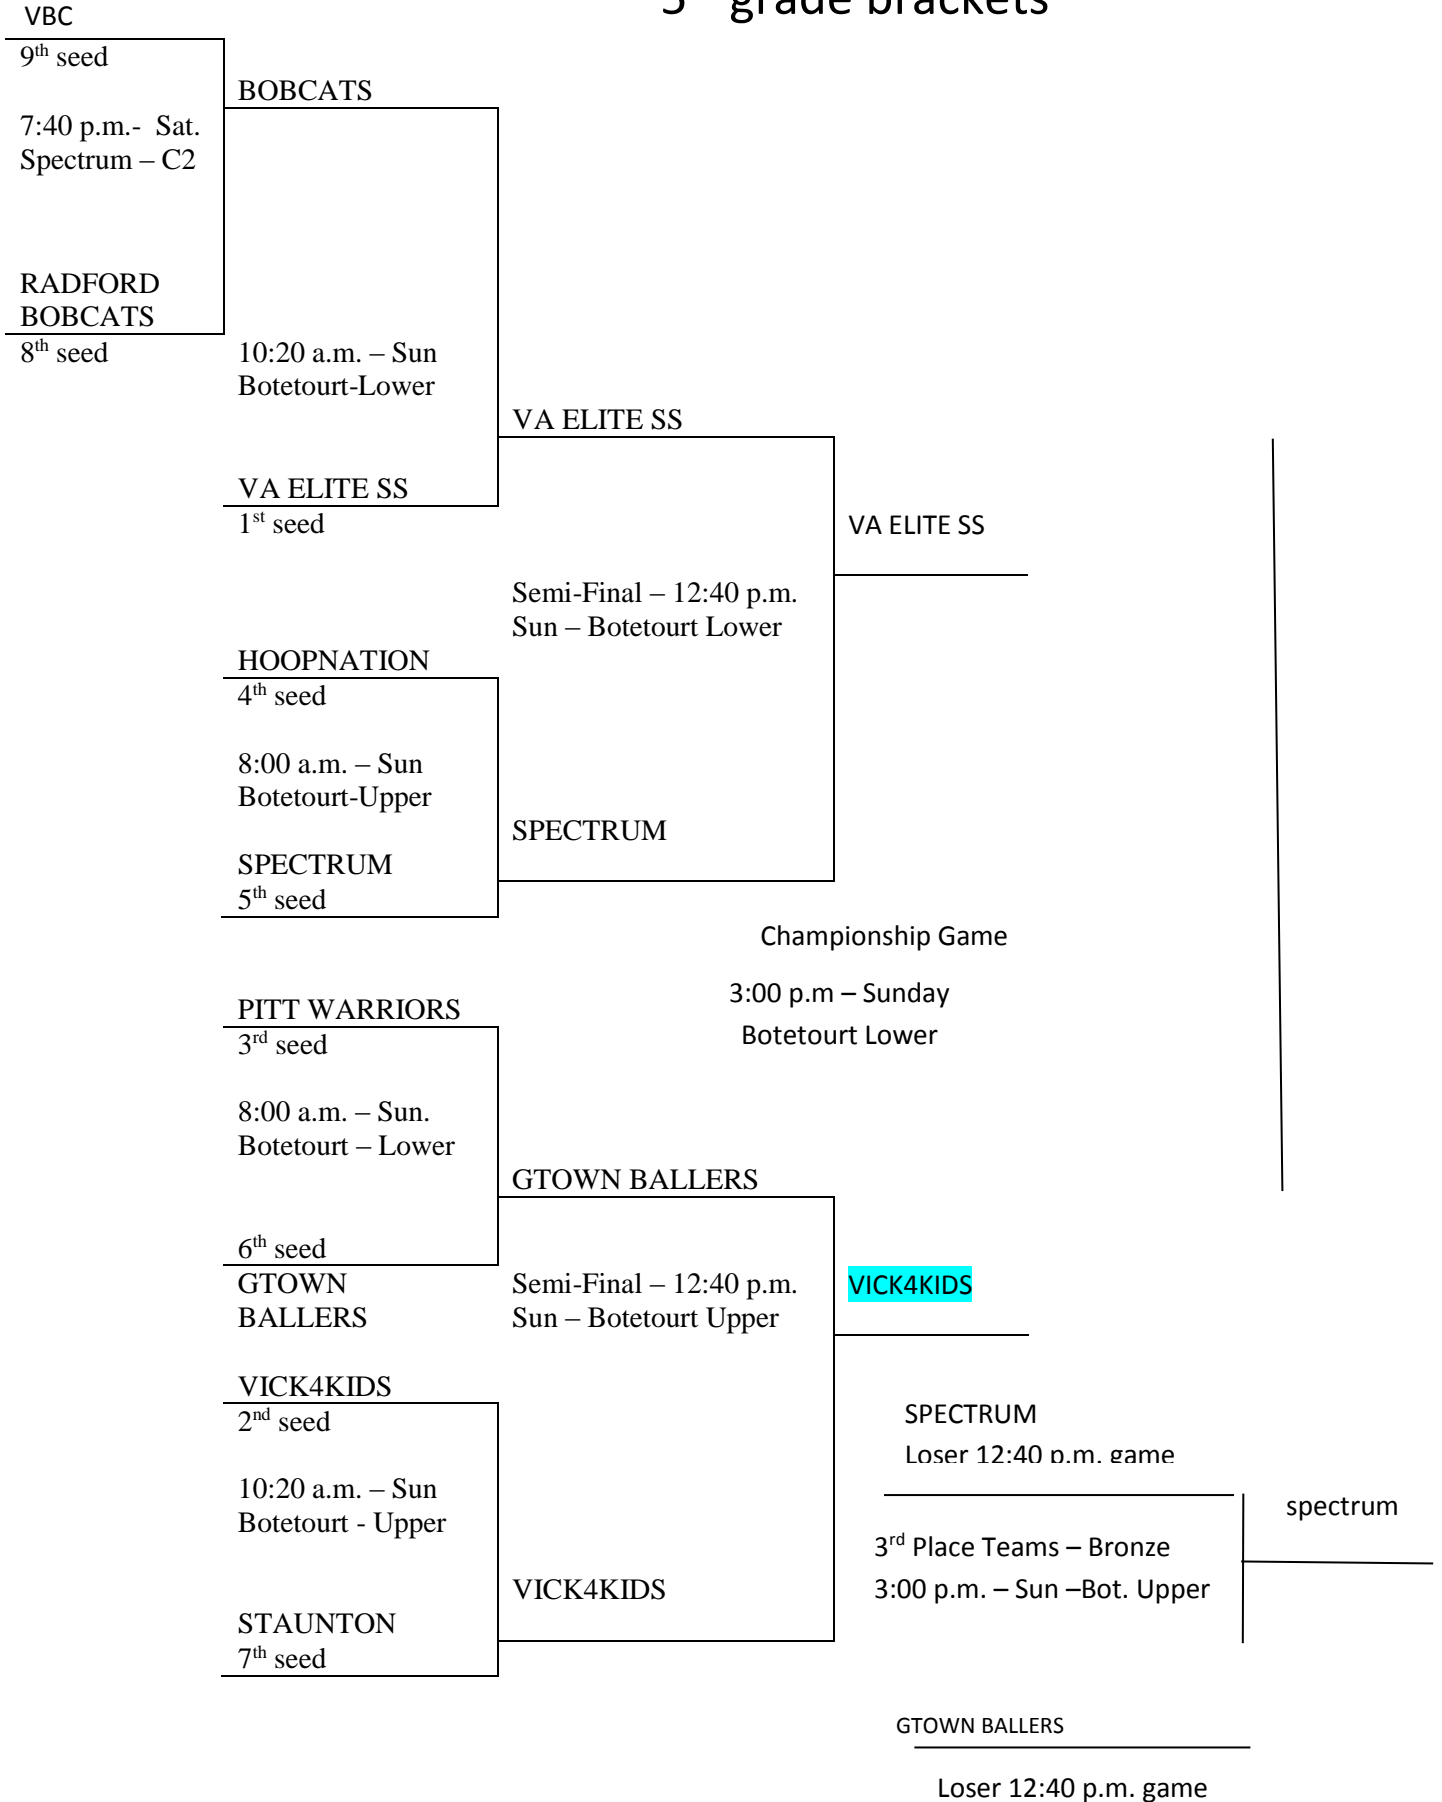 grade brackets
VBC
9th seed
7:40 p.m.- Sat.
Spectrum – C2
RADFORD
BOBCATS
8th seed
BOBCATS
10:20 a.m. – Sun
Botetourt-Lower
VA ELITE SS
1st seed
VA ELITE SS
Semi-Final – 12:40 p.m.
Sun – Botetourt Lower
VA ELITE SS
HOOPNATION
4th seed
8:00 a.m. – Sun
Botetourt-Upper
SPECTRUM
5th seed
SPECTRUM
Championship Game
3:00 p.m – Sunday
Botetourt Lower
PITT WARRIORS
3rd seed
8:00 a.m. – Sun.
Botetourt – Lower
6th seed
GTOWN
BALLERS
GTOWN BALLERS
Semi-Final – 12:40 p.m.
Sun – Botetourt Upper
VICK4KIDS
VICK4KIDS
2nd seed
10:20 a.m. – Sun
Botetourt - Upper
STAUNTON
7th seed
VICK4KIDS
SPECTRUM
Loser 12:40 p.m. game
3rd Place Teams – Bronze
3:00 p.m. – Sun –Bot. Upper
spectrum
GTOWN BALLERS
Loser 12:40 p.m. game